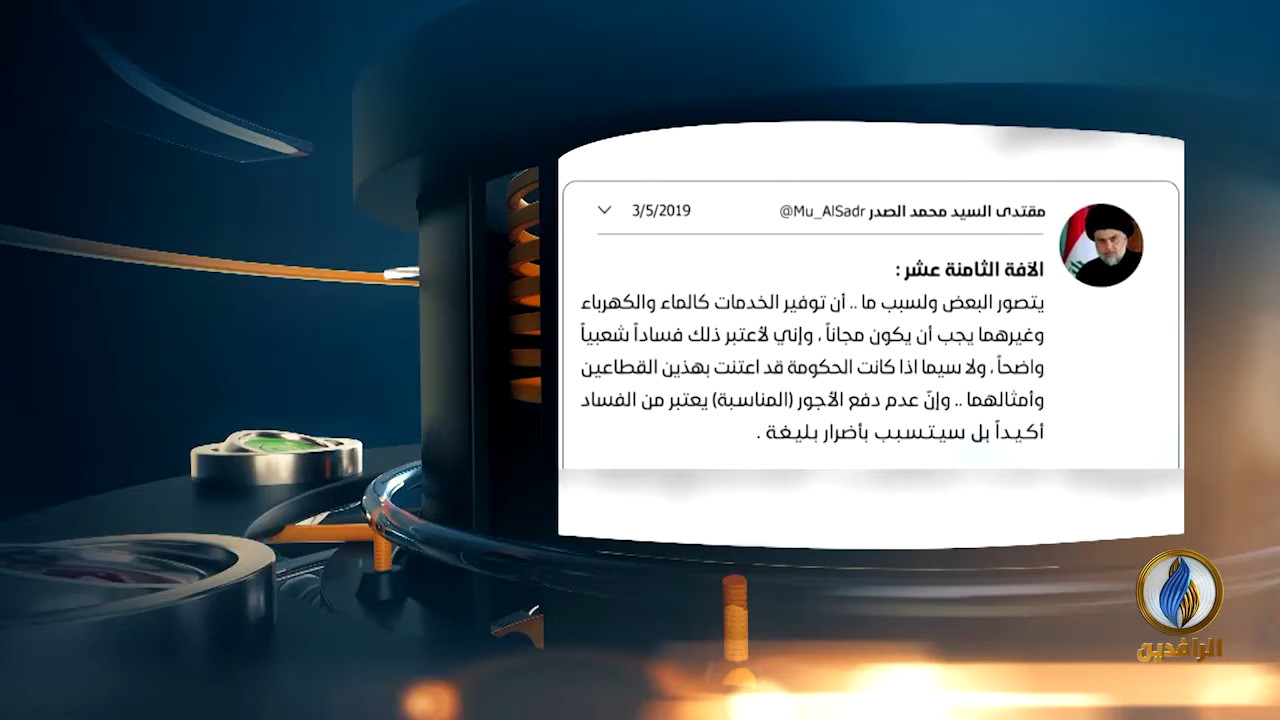 مقتدى السيد محمد الصدر @Mu_AlSadr 3/5/2019
الآفة الثامنة عشر :
يتصور البعض ولسبب ما .. أن توفير الخدمات كالماء والكهرباء
وغيرهما يجب أن يكون مجاناً ، وإني لأعتبر ذلك فساداً شعبياً
واضحاً ، ولا سيما اذا كانت الحكومة قد اعتنت بهذين القطاعين
وأمثالهما .. وإنّ عدم دفع الأجور (المناسبة) يعتبر من الفساد
أكيداً بل سيتسبب بأضرار بليغة .
الرافدين